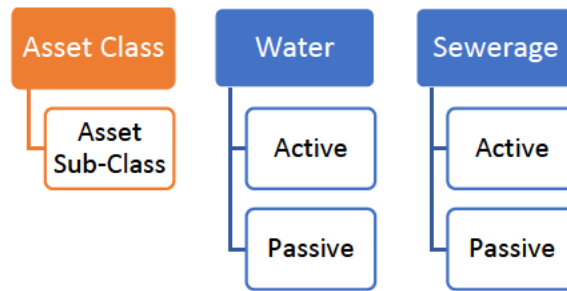 Asset Class
Asset
Sub-Class
Water
Active
Passive
Sewerage
Active
Passive